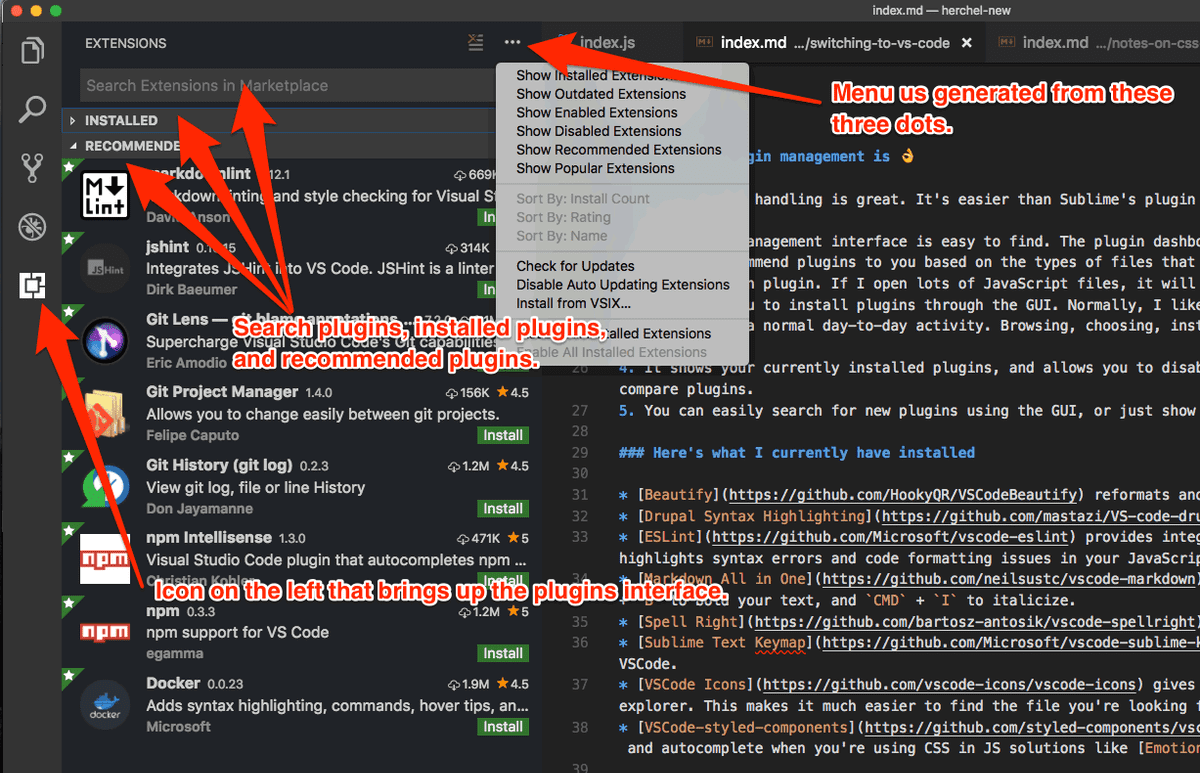 index.md — herchel-new
EXTENSIONS
index.js
index.md .../switching-to-vs-code
index.md .../notes-on-css
Search Extensions in Marketplace
INSTALLED
RECOMMENDE
markdownlint 12.1 669K
Markdown linting and style checking for Visual S
David Anson In
M Lint
jshint 0. 15 314K
Integrates JSHint into VS Code. JSHint is a linter
Dirk Baeumer In
JSHint
Git Lens — git blame annotations ...
Supercharge Visual Studio Code's Git capabilities
Eric Amodio
Git Project Manager 1.4.0 156K 4.5
Allows you to change easily between git projects.
Felipe Caputo Install
Git History (git log) 0.2.3 1.2M 4.5
View git log, file or line History
Don Jayamanne Install
npm Intellisense 1.3.0 471K 5
Visual Studio Code plugin that autocompletes npm ...
Christian Kohler Install
npm
npm 0.3.3 1.2M 5
npm support for VS Code
egamma Install
npm
Docker 0.0.23 1.9M 4.5
Adds syntax highlighting, commands, hover tips, an...
Microsoft Install
docker
Show Installed Extensions
Show Outdated Extensions
Show Enabled Extensions
Show Disabled Extensions
Show Recommended Extensions
Show Popular Extensions
Sort By: Install Count
Sort By: Rating
Sort By: Name
Check for Updates
Disable Auto Updating Extensions
Install from VSIX...
alled Extensions
Enable All Installed Extensions
Menu us generated from these
three dots.
Search plugins, installed plugins,
and recommended plugins.
Icon on the left that brings up the plugins interface.
gin management is 👌
handling is great. It's easier than Sublime's plugin
anagement interface is easy to find. The plugin dashbo
mmend plugins to you based on the types of files that
n plugin. If I open lots of JavaScript files, it will
u to install plugins through the GUI. Normally, I like
a normal day-to-day activity. Browsing, choosing, inst
26 4. It shows your currently installed plugins, and allows you to disab
compare plugins.
27 5. You can easily search for new plugins using the GUI, or just show
28
29 ### Here's what I currently have installed
30
31 * [Beautify](https://github.com/HookyQR/VSCodeBeautify) reformats and
32 * [Drupal Syntax Highlighting](https://github.com/mastazi/VS-code-dru
33 * [ESLint](https://github.com/Microsoft/vscode-eslint) provides integ
highlights syntax errors and code formatting issues in your JavaScrip
34 * [Markdown All in One](https://github.com/neilsustc/vscode-markdown)
+ `B` to bold your text, and `CMD` + `I` to italicize.
35 * [Spell Right](https://github.com/bartosz-antosik/vscode-spellright)
36 * [Sublime Text Keymap](https://github.com/Microsoft/vscode-sublime-k
VSCode.
37 * [VSCode Icons](https://github.com/vscode-icons/vscode-icons) gives
explorer. This makes it much easier to find the file you're looking f
38 * [VSCode-styled-components](https://github.com/styled-components/vsc
and autocomplete when you're using CSS in JS solutions like [Emotion
39